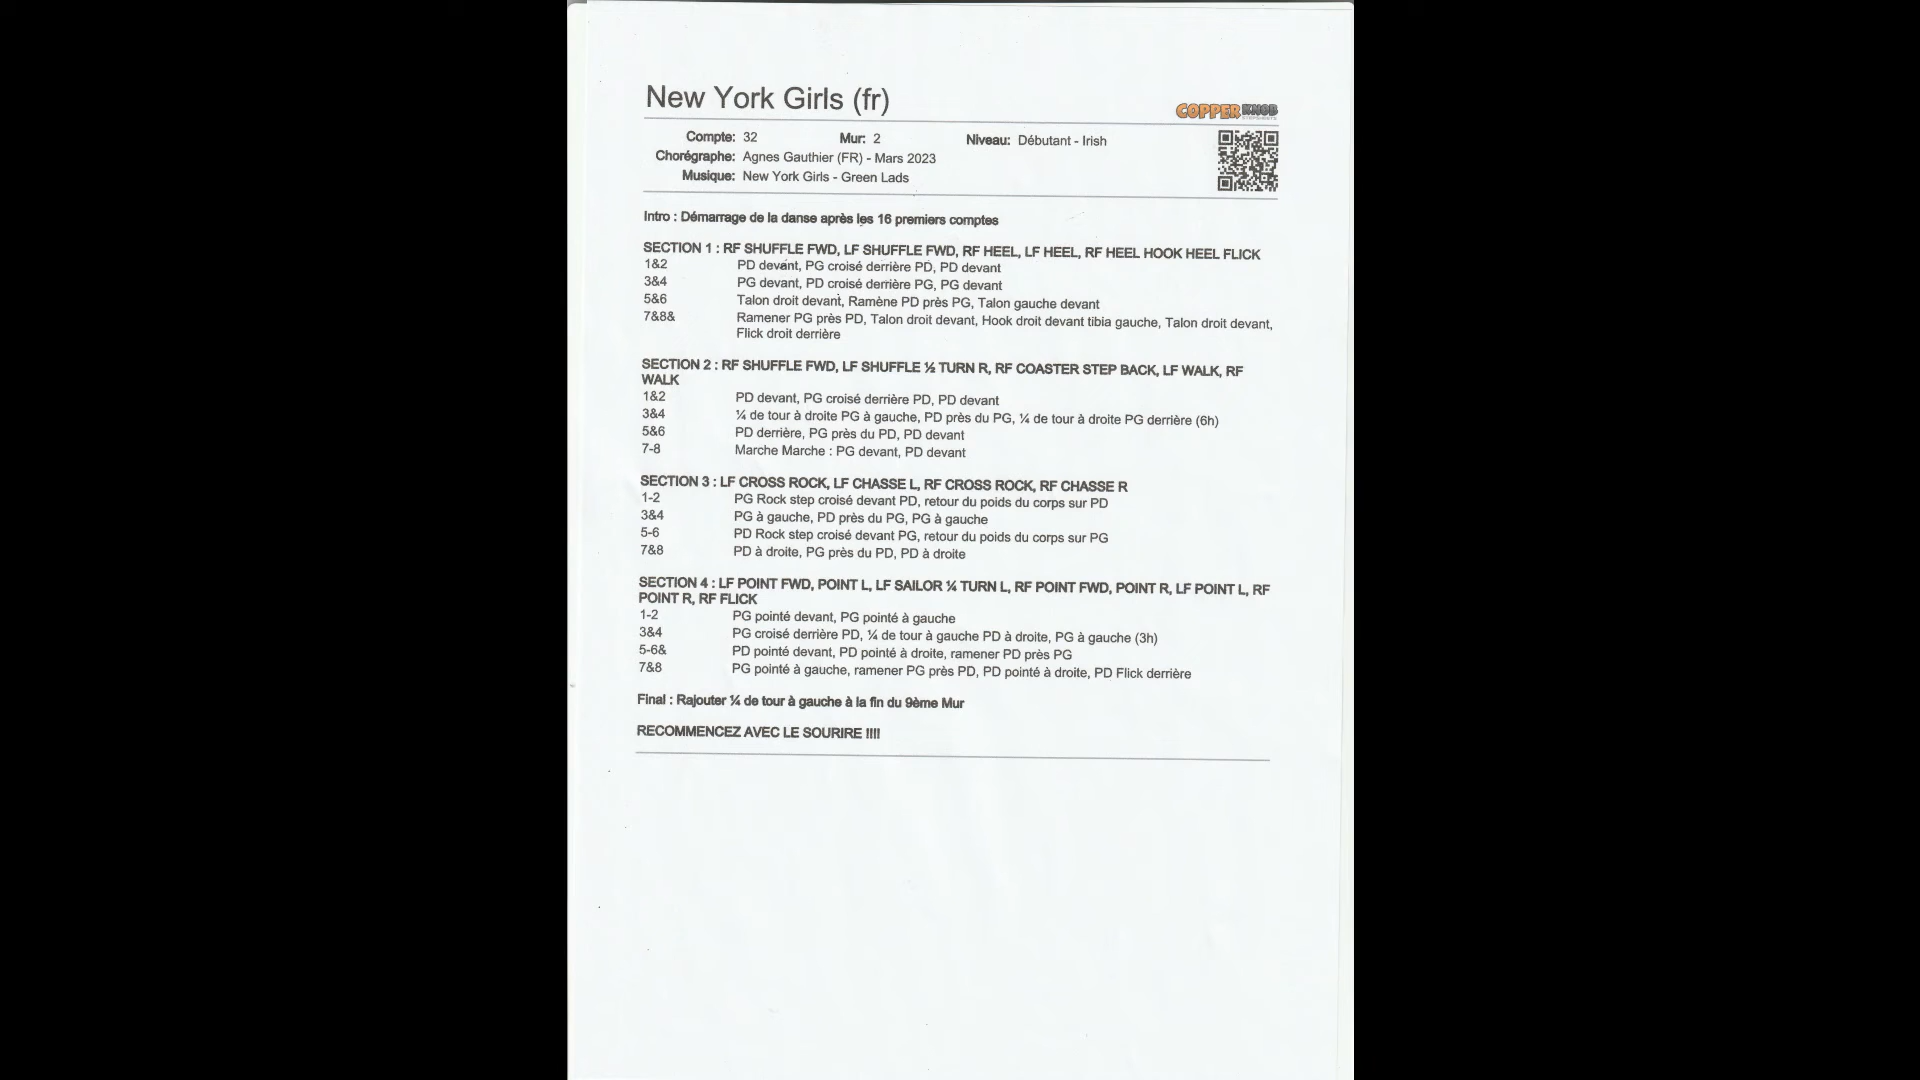 New York Girls (fr)
COPPER KNOB
Compte: 32 Mur: 2 Niveau: Débutant - Irish
Chorégraphe: Agnes Gauthier (FR) - Mars 2023
Musique: New York Girls - Green Lads
Intro : Démarrage de la danse après les 16 premiers comptes
SECTION 1 : RF SHUFFLE FWD, LF SHUFFLE FWD, RF HEEL, LF HEEL, RF HEEL HOOK HEEL FLICK
1&2 PD devant, PG croisé derrière PD, PD devant
3&4 PG devant, PD croisé derrière PG, PG devant
5&6 Talon droit devant, Ramène PD près PG, Talon gauche devant
7&8& Ramener PG près PD, Talon droit devant, Hook droit devant tibia gauche, Talon droit devant,
Flick droit derrière
SECTION 2 : RF SHUFFLE FWD, LF SHUFFLE ½ TURN R, RF COASTER STEP BACK, LF WALK, RF
WALK
1&2 PD devant, PG croisé derrière PD, PD devant
3&4 ¼ de tour à droite PG à gauche, PD près du PG, ¼ de tour à droite PG derrière (6h)
5&6 PD derrière, PG près du PD, PD devant
7-8 Marche Marche : PG devant, PD devant
SECTION 3 : LF CROSS ROCK, LF CHASSE L, RF CROSS ROCK, RF CHASSE R
1-2 PG Rock step croisé devant PD, retour du poids du corps sur PD
3&4 PG à gauche, PD près du PG, PG à gauche
5-6 PD Rock step croisé devant PG, retour du poids du corps sur PG
7&8 PD à droite, PG près du PD, PD à droite
SECTION 4 : LF POINT FWD, POINT L, LF SAILOR ¼ TURN L, RF POINT FWD, POINT R, LF POINT L, RF
POINT R, RF FLICK
1-2 PG pointé devant, PG pointé à gauche
3&4 PG croisé derrière PD, ¼ de tour à gauche PD à droite, PG à gauche (3h)
5-6& PD pointé devant, PD pointé à droite, ramener PD près PG
7&8 PG pointé à gauche, ramener PG près PD, PD pointé à droite, PD Flick derrière
Final : Rajouter ¼ de tour à gauche à la fin du 9ème Mur
RECOMMENCEZ AVEC LE SOURIRE !!!!